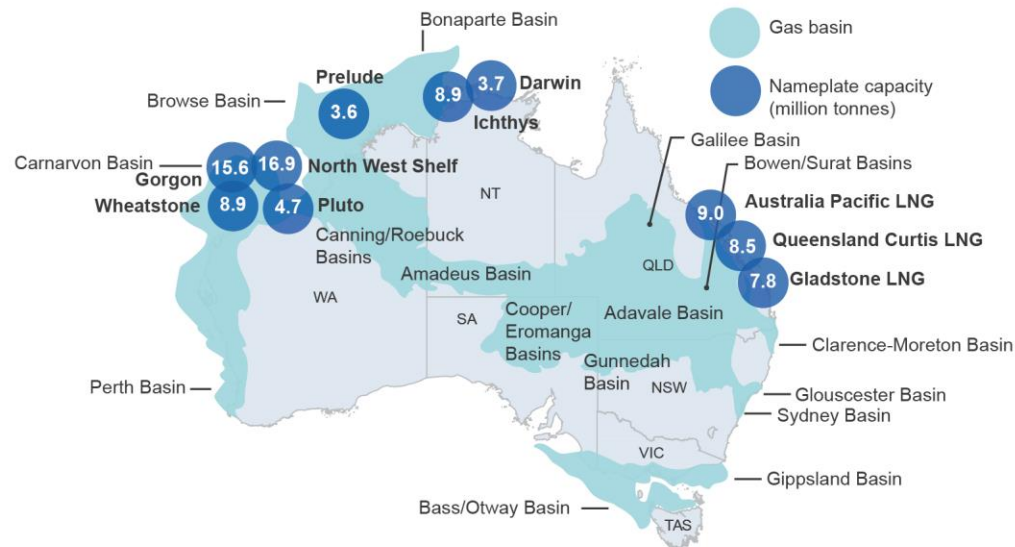 Bonaparte Basin
Gas basin
Nameplate capacity
(million tonnes)
Prelude
3.6
8.9
3.7
Darwin
Ichthys
Browse Basin
Galilee Basin
Bowen/Surat Basins
Carnarvon Basin
15.6
16.9
Gorgon
North West Shelf
Wheatstone
8.9
4.7
Pluto
NT
9.0
Australia Pacific LNG
8.5
Queensland Curtis LNG
7.8
Gladstone LNG
Canning/Roebuck
Basins
Amadeus Basin
QLD
WA
SA
Cooper/
Eromanga
Basins
Adavale Basin
Gunnedah
Basin
NSW
Clarence-Moreton Basin
Perth Basin
Glouscester Basin
Sydney Basin
VIC
Gippsland Basin
Bass/Otway Basin
TAS